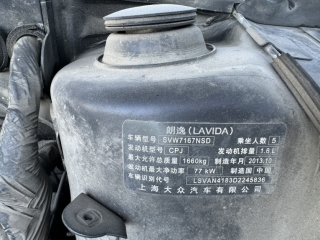 朗逸(LAVIDA)
车辆型号 SVW7167NSD 乘坐人数 5
发动机型号 CPJ 发动机排量 1.6L
最大允许总质量 1660kg 制造年月 2013.10
最大净功率 77 kW 制造国 中国
车辆识别代号 LSVAN4183D2245836
上海大众汽车有限公司